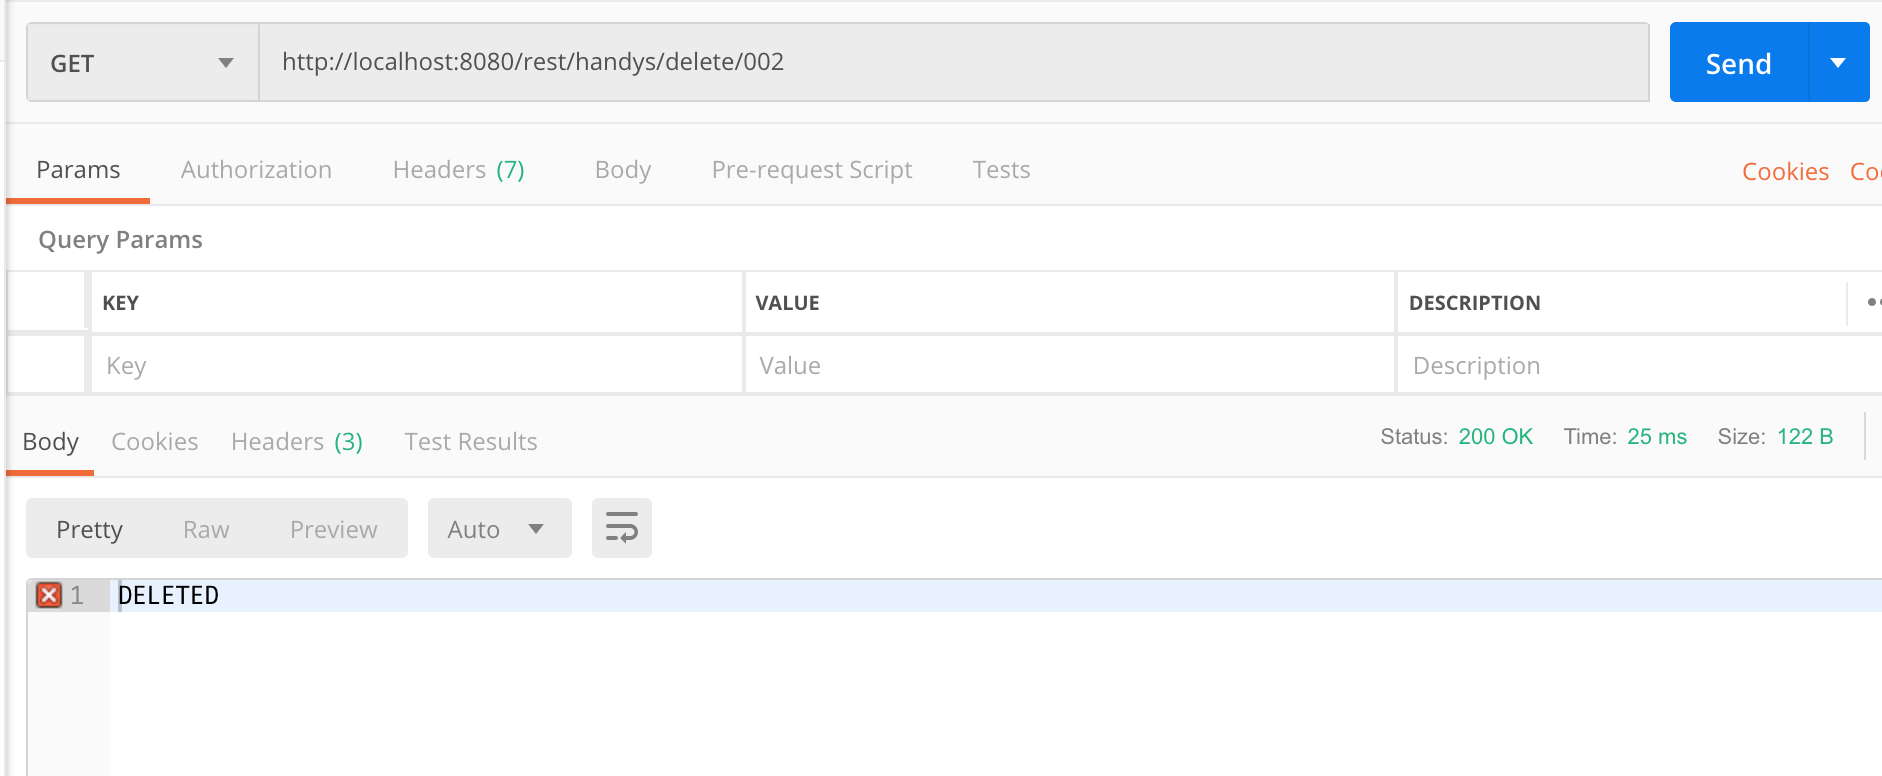 GET http://localhost:8080/rest/handys/delete/002 Send
Params Authorization Headers (7) Body Pre-request Script Tests Cookies Co
Query Params
KEY VALUE DESCRIPTION
Key Value Description
Body Cookies Headers (3) Test Results Status: 200 OK Time: 25 ms Size: 122 B
Pretty Raw Preview Auto
1 DELETED